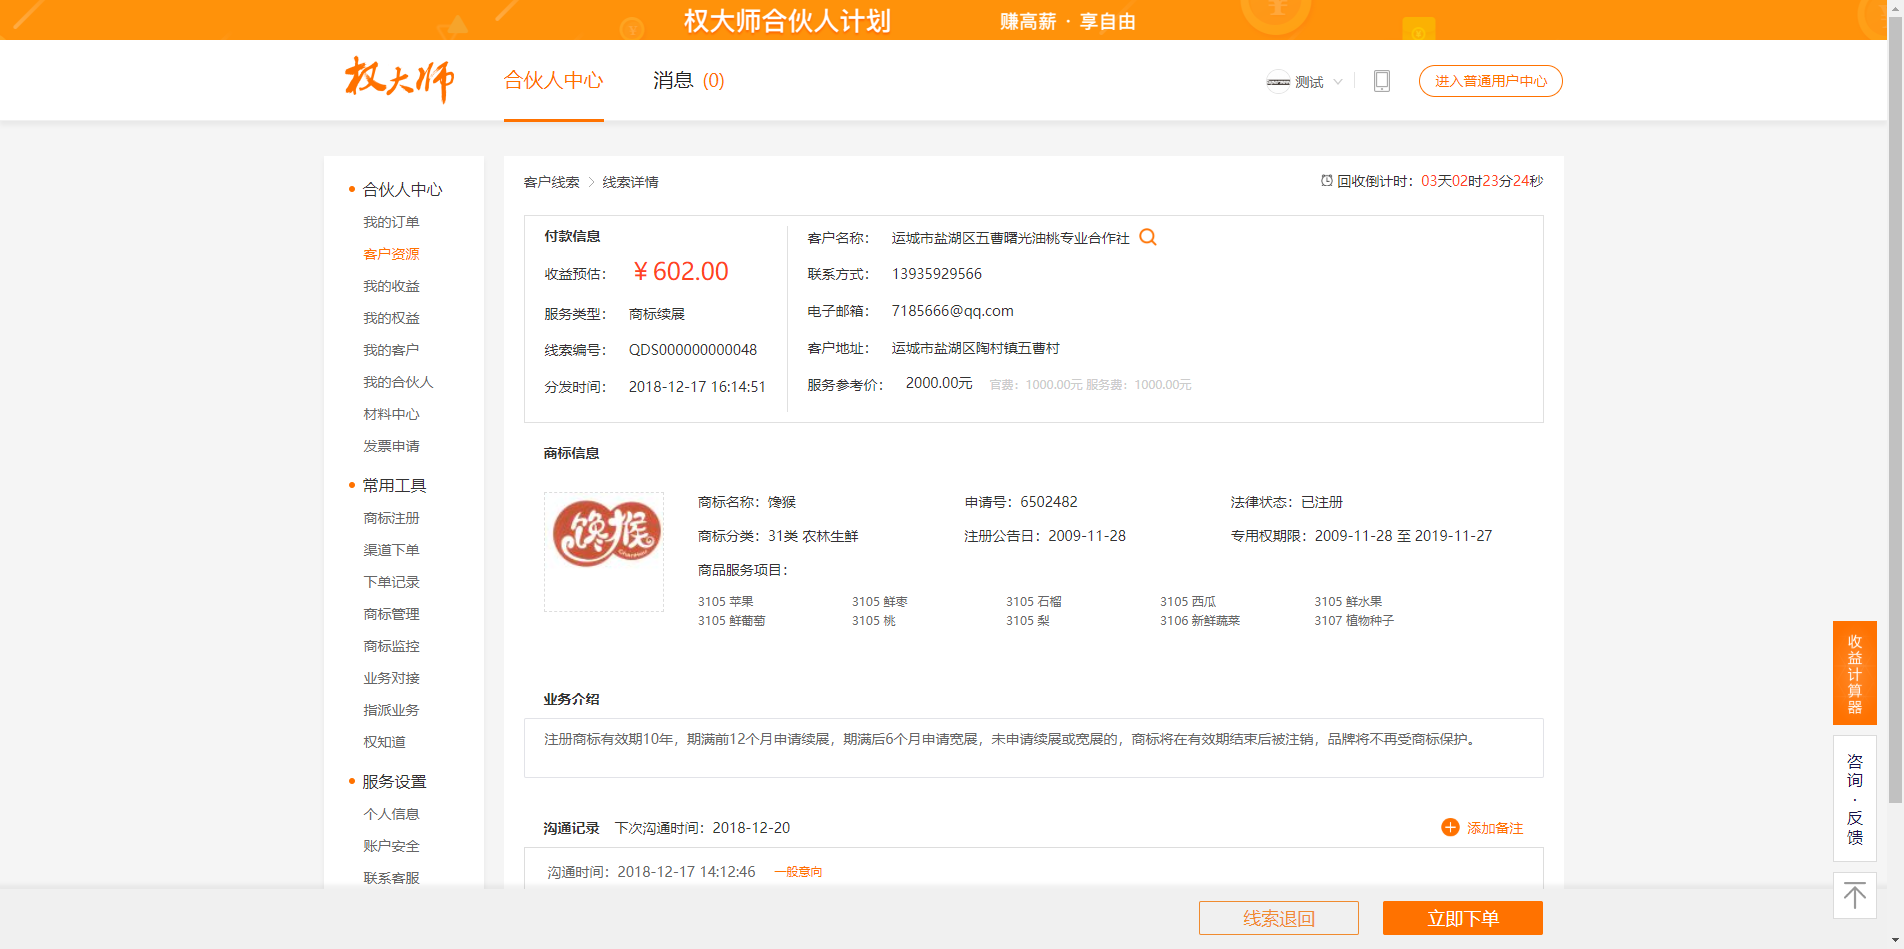 权大师合伙人计划 赚高薪 · 享自由
权大师 合伙人中心 消息 (0) 测试 进入普通用户中心
合伙人中心
我的订单
客户资源
我的收益
我的权益
我的客户
我的合伙人
材料中心
发票申请
常用工具
商标注册
渠道下单
下单记录
商标管理
商标监控
业务对接
指派业务
权知道
服务设置
个人信息
账户安全
联系客服
客户线索 > 线索详情 回收倒计时：03天02时23分24秒
付款信息
收益预估： ￥602.00
服务类型： 商标续展
线索编号： QDS000000000048
分发时间： 2018-12-17 16:14:51
客户名称： 运城市盐湖区五曹曙光油桃专业合作社
联系方式： 13935929566
电子邮箱： 7185666@qq.com
客户地址： 运城市盐湖区陶村镇五曹村
服务参考价： 2000.00元 官费：1000.00元 服务费：1000.00元
商标信息
馋猴
商标名称：馋猴 申请号：6502482 法律状态：已注册
商标分类：31类 农林生鲜 注册公告日：2009-11-28 专用权期限：2009-11-28 至 2019-11-27
商品服务项目：
3105 苹果 3105 鲜枣 3105 石榴 3105 西瓜 3105 鲜水果
3105 鲜葡萄 3105 桃 3105 梨 3106 新鲜蔬菜 3107 植物种子
业务介绍
注册商标有效期10年，期满前12个月申请续展，期满后6个月申请宽展，未申请续展或宽展的，商标将在有效期结束后被注销，品牌将不再受商标保护。
沟通记录 下次沟通时间：2018-12-20 添加备注
沟通时间：2018-12-17 14:12:46 一般意向
线索退回 立即下单
收益计算器
咨询·反馈